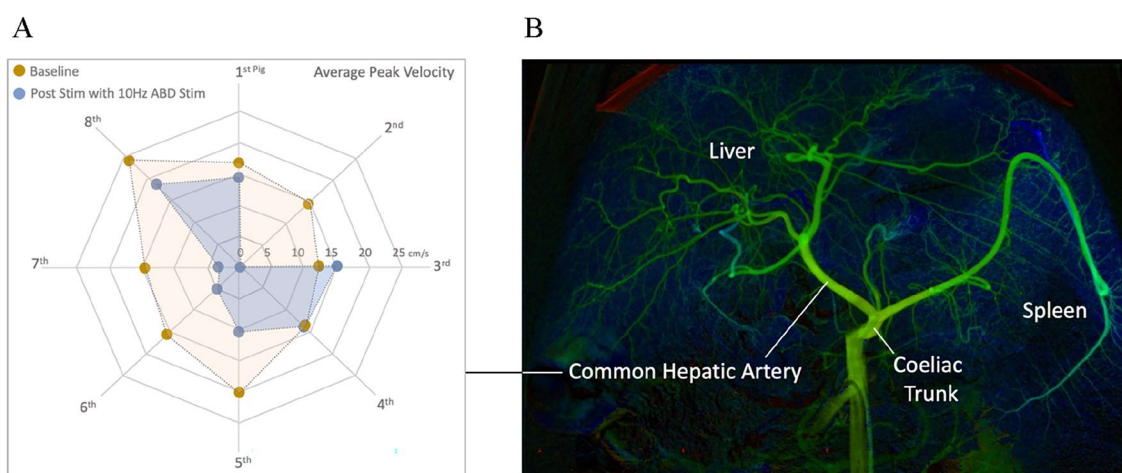 A
B
Baseline
Post Stim with 10Hz ABD Stim
Average Peak Velocity
1st Pig
2nd
3rd
4th
5th
6th
7th
8th
0 5 10 15 20 25 cm/s
Liver
Spleen
Common Hepatic Artery
Coeliac
Trunk